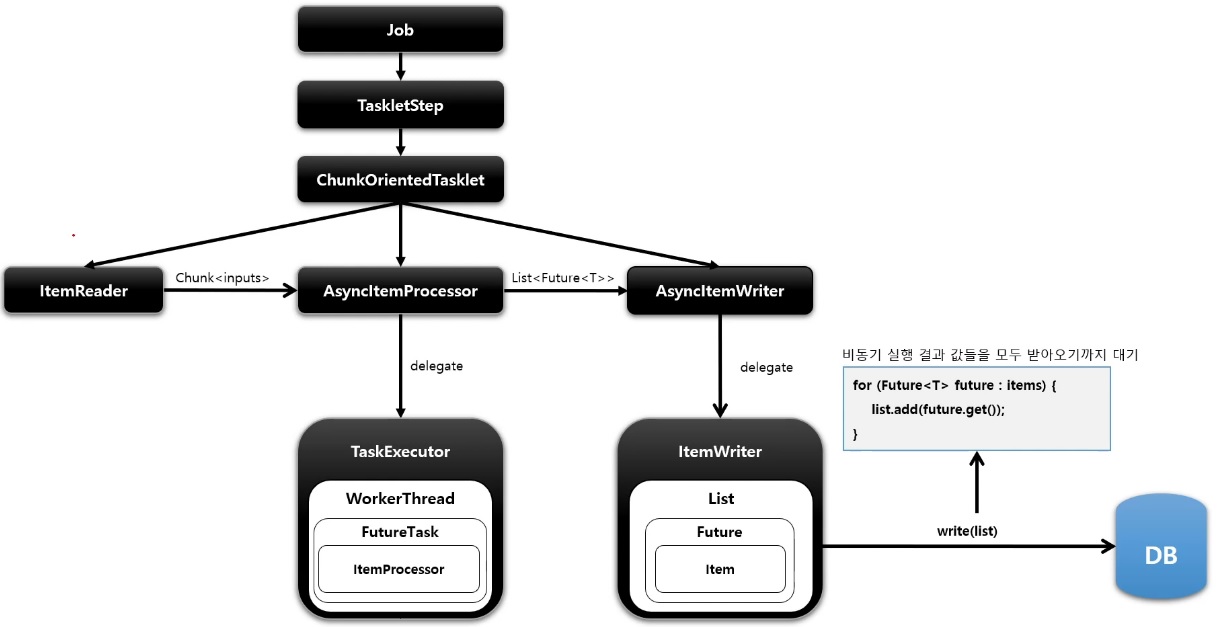 Job
TaskletStep
ChunkOrientedTasklet
ItemReader
Chunk<inputs>
AsyncItemProcessor
List<Future<T>>
AsyncItemWriter
delegate
delegate
비동기 실행 결과 값들을 모두 받아오기까지 대기
for (Future<T> future : items) {
list.add(future.get());
}
TaskExecutor
WorkerThread
FutureTask
ItemProcessor
ItemWriter
List
Future
Item
write(list)
DB